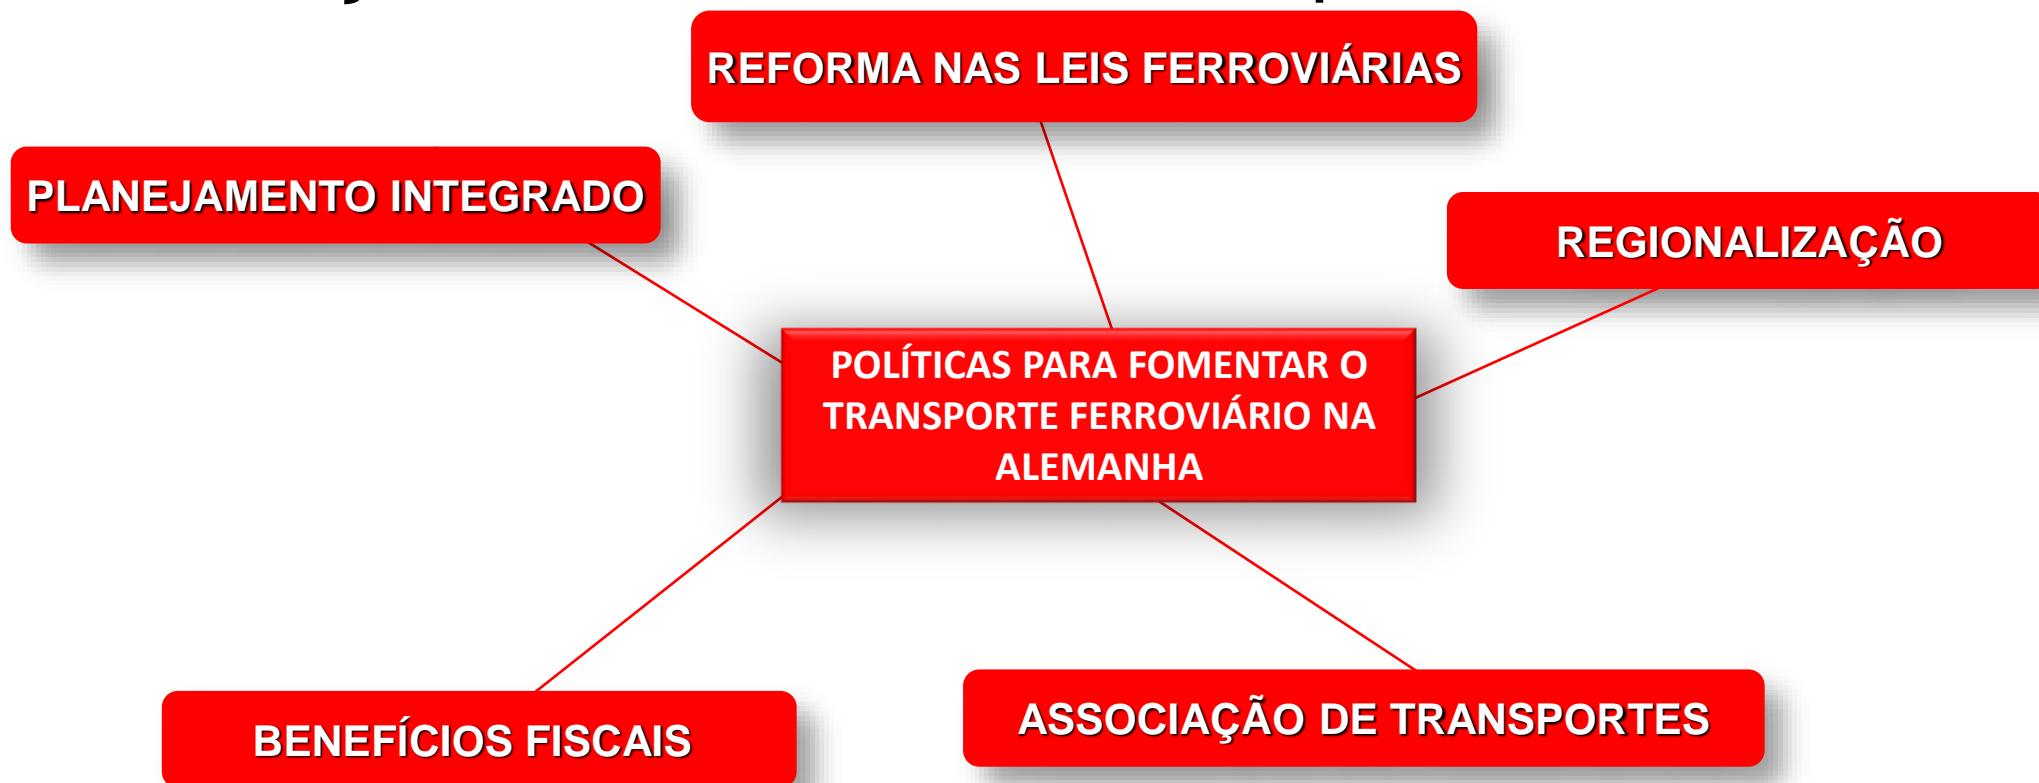 REFORMA NAS LEIS FERROVIÁRIAS
PLANEJAMENTO INTEGRADO
REGIONALIZAÇÃO
POLÍTICAS PARA FOMENTAR O
TRANSPORTE FERROVIÁRIO NA
ALEMANHA
ASSOCIAÇÃO DE TRANSPORTES
BENEFÍCIOS FISCAIS